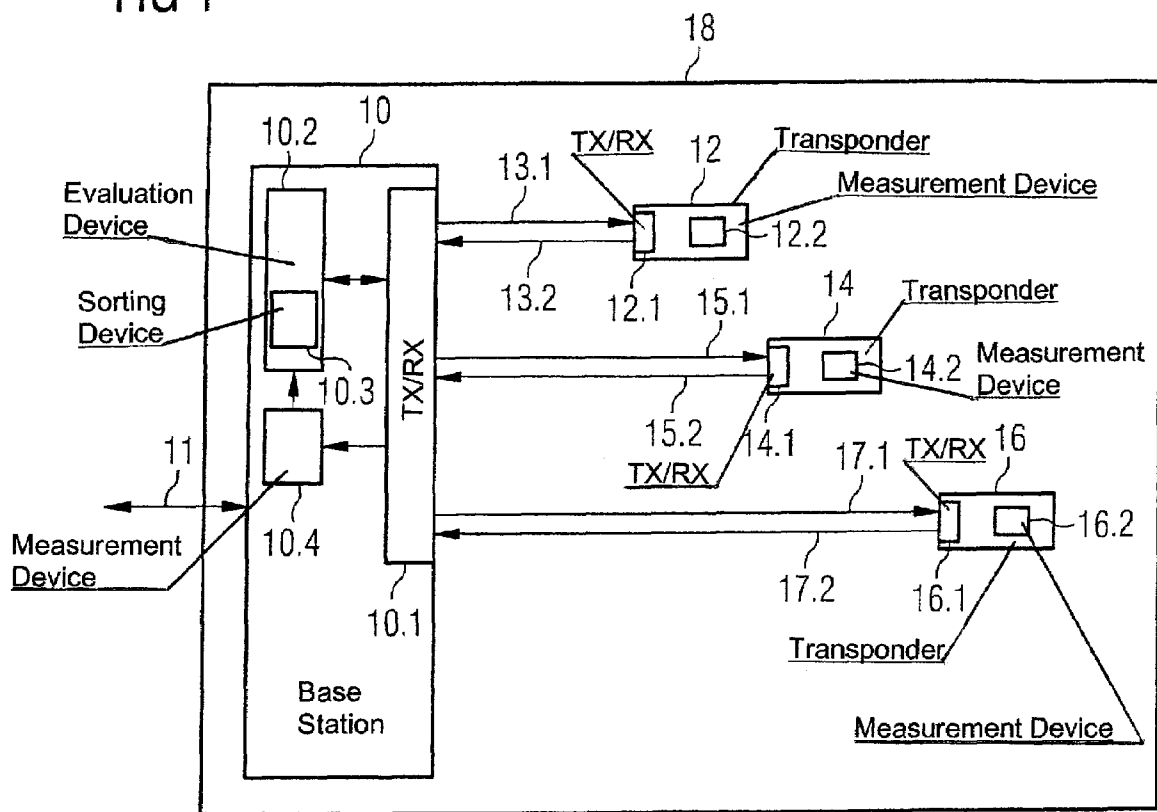 18
10
10.2
TX/RX
12
Transponder
13.1
Measurement Device
Evaluation
Device
12.2
13.2
12.1
Sorting
Device
15.1
14
Transponder
10.3
TX/RX
14.2
Measurement
Device
15.2
14.1
TX/RX
11
17.1
TX/RX
16
10.4
16.2
Measurement
Device
17.2
16.1
10.1
Transponder
Base
Station
Measurement Device